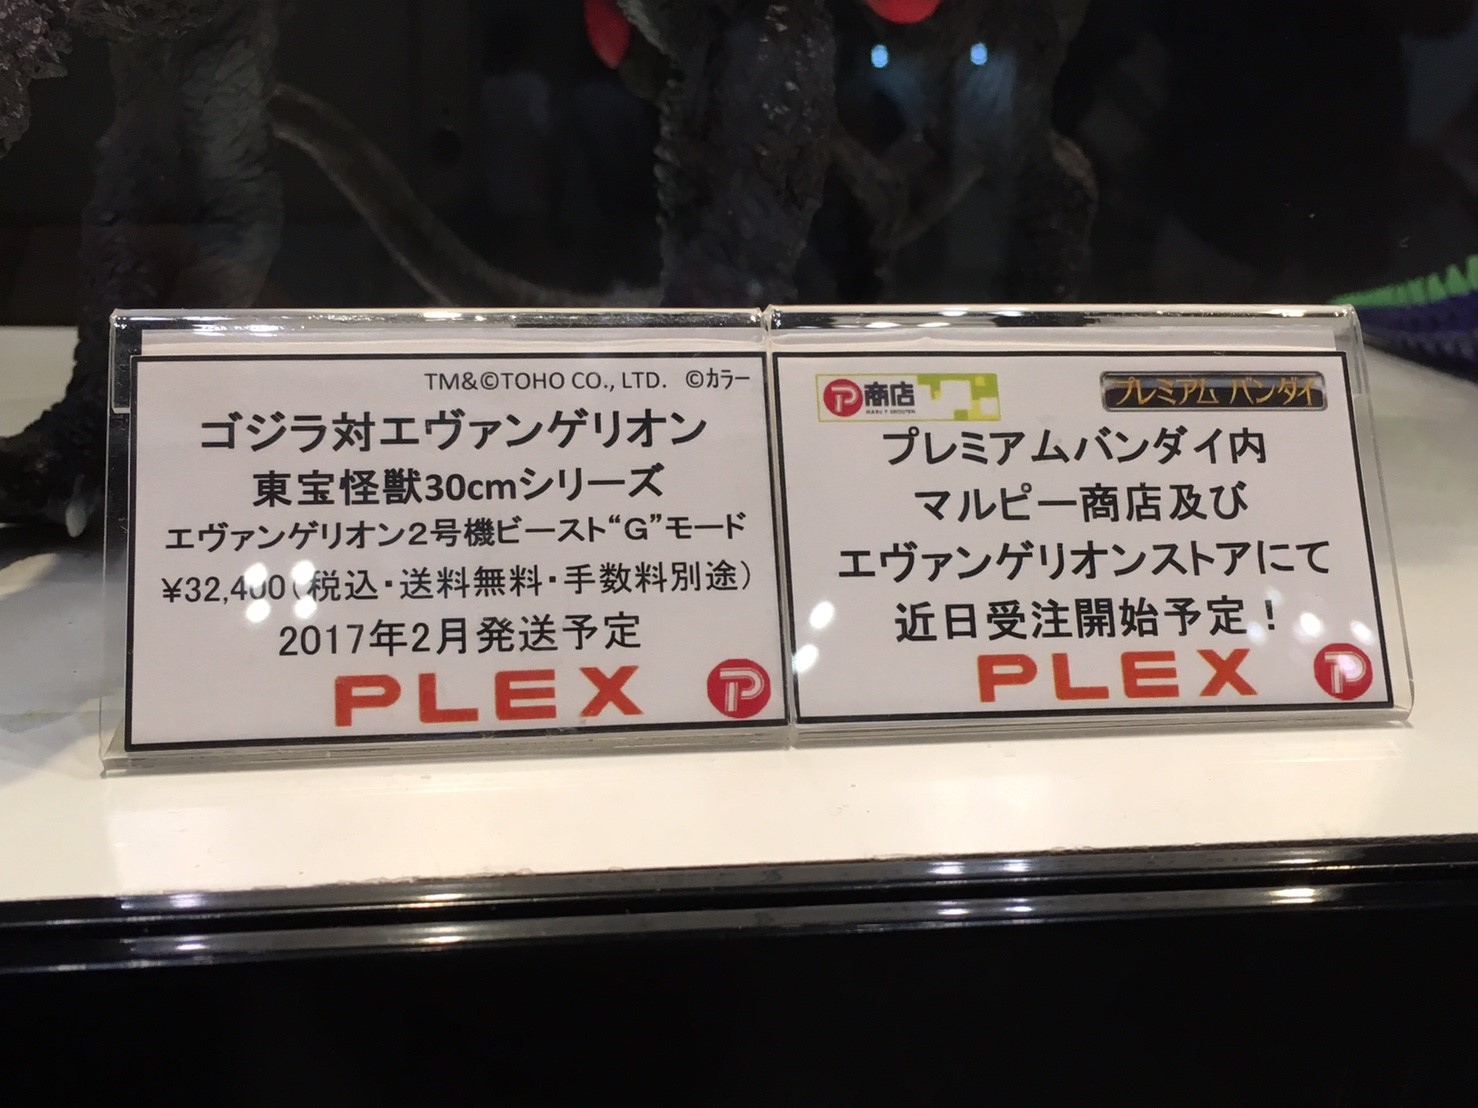 TM&©TOHO CO., LTD. ©カラー
ゴジラ対エヴァンゲリオン
東宝怪獣30cmシリーズ
エヴァンゲリオン２号機ビースト“G”モード
¥32,400(税込・送料無料・手数料別途)
2017年2月発送予定
PLEX
P商店
MARU P SHOUTEN
プレミアム バンダイ
プレミアムバンダイ内
マルピー商店及び
エヴァンゲリオンストアにて
近日受注開始予定！
PLEX